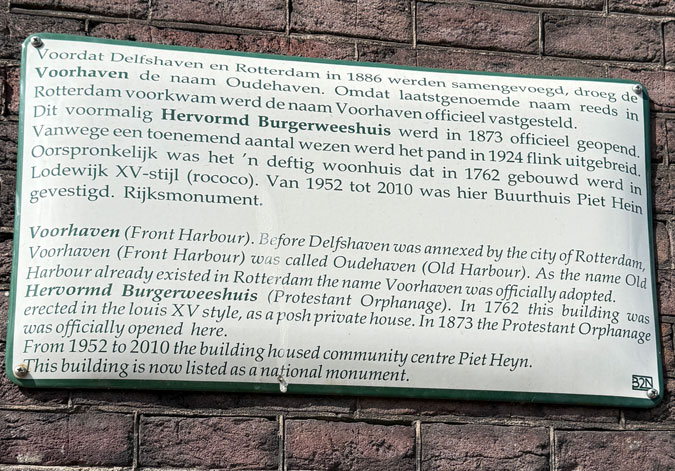 Voordat Delfshaven en Rotterdam in 1886 werden samengevoegd, droeg de
Voorhaven de naam Oudehaven. Omdat laatstgenoemde naam reeds in
Rotterdam voorkwam werd de naam Voorhaven officieel vastgesteld.
Dit voormalig Hervormd Burgerweeshuis werd in 1873 officieel geopend.
Vanwege een toenemend aantal wezen werd het pand in 1924 flink uitgebreid.
Oorspronkelijk was het 'n deftig woonhuis dat in 1762 gebouwd werd in
Lodewijk XV-stijl (rococo). Van 1952 tot 2010 was hier Buurthuis Piet Hein
gevestigd. Rijksmonument.
Voorhaven (Front Harbour). Before Delfshaven was annexed by the city of Rotterdam,
Voorhaven (Front Harbour) was called Oudehaven (Old Harbour). As the name Old
Harbour already existed in Rotterdam the name Voorhaven was officially adopted.
Hervormd Burgerweeshuis (Protestant Orphanage). In 1762 this building was
erected in the louis XV style, as a posh private house. In 1873 the Protestant Orphanage
was officially opened here.
From 1952 to 2010 the building housed community centre Piet Heyn.
This building is now listed as a national monument.
B2N